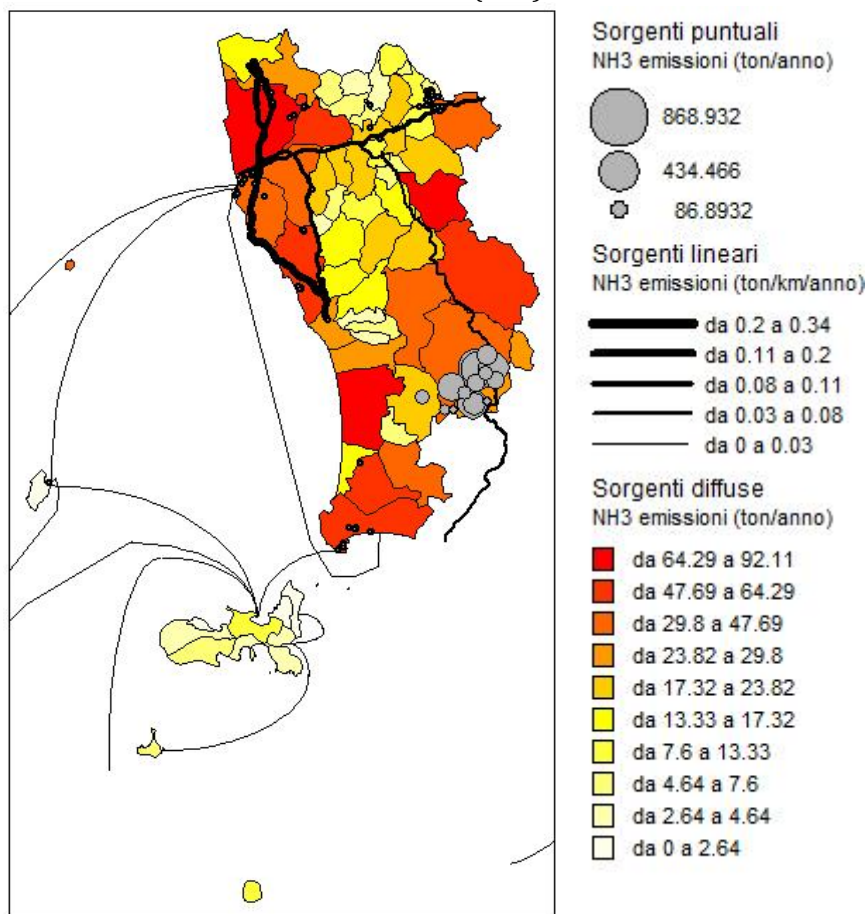 Sorgenti puntuali
NH3 emissioni (ton/anno)
868.932
434.466
86.8932
Sorgenti lineari
NH3 emissioni (ton/km/anno)
da 0.2 a 0.34
da 0.11 a 0.2
da 0.08 a 0.11
da 0.03 a 0.08
da 0 a 0.03
Sorgenti diffuse
NH3 emissioni (ton/anno)
da 64.29 a 92.11
da 47.69 a 64.29
da 29.8 a 47.69
da 23.82 a 29.8
da 17.32 a 23.82
da 13.33 a 17.32
da 7.6 a 13.33
da 4.64 a 7.6
da 2.64 a 4.64
da 0 a 2.64